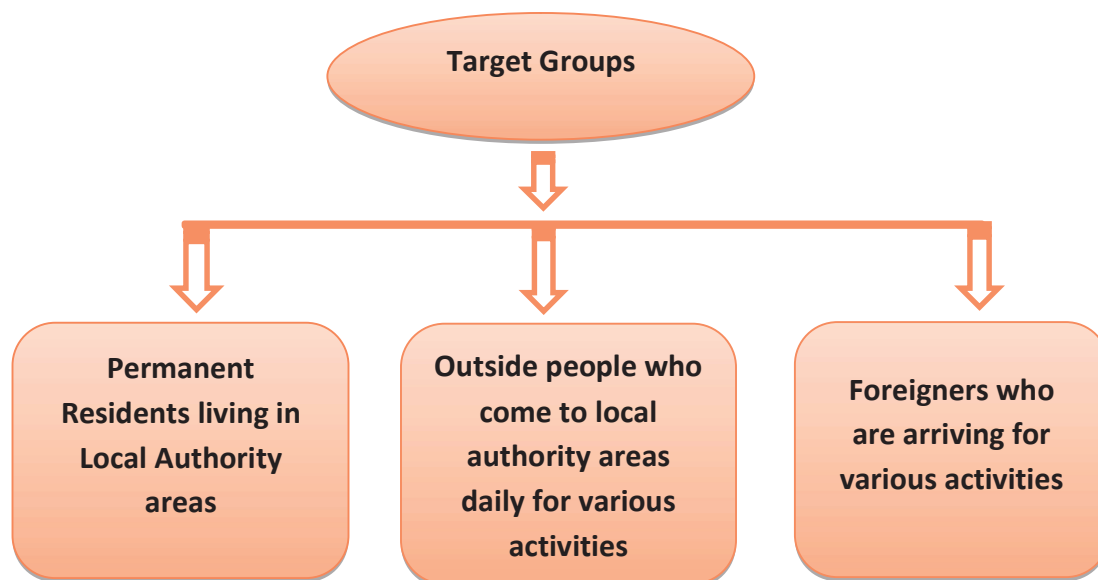 Target Groups
Permanent
Residents living in
Local Authority
areas
Outside people who
come to local
authority areas
daily for various
activities
Foreigners who
are arriving for
various activities